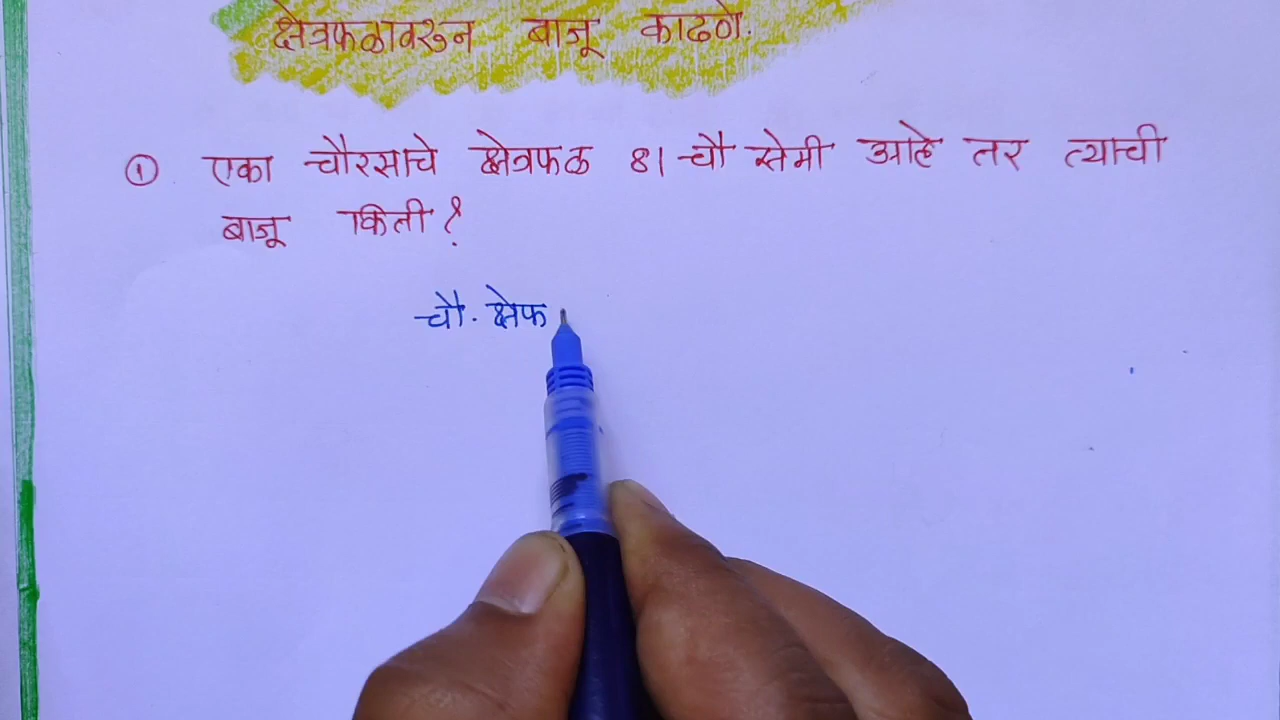 क्षेत्रफळावरून बाजू काढणे.
① एका चौरसाचे क्षेत्रफळ 81 चौ सेमी आहे तर त्याची
बाजू किती?
चौ. क्षेफ